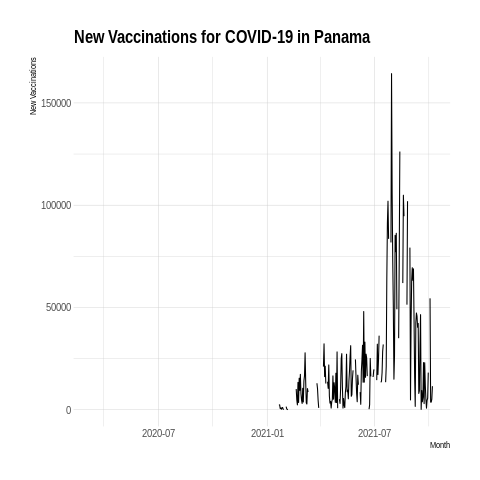 New Vaccinations for COVID-19 in Panama
New Vaccinations
150000
100000
50000
0
2020-07
2021-01
2021-07
Month